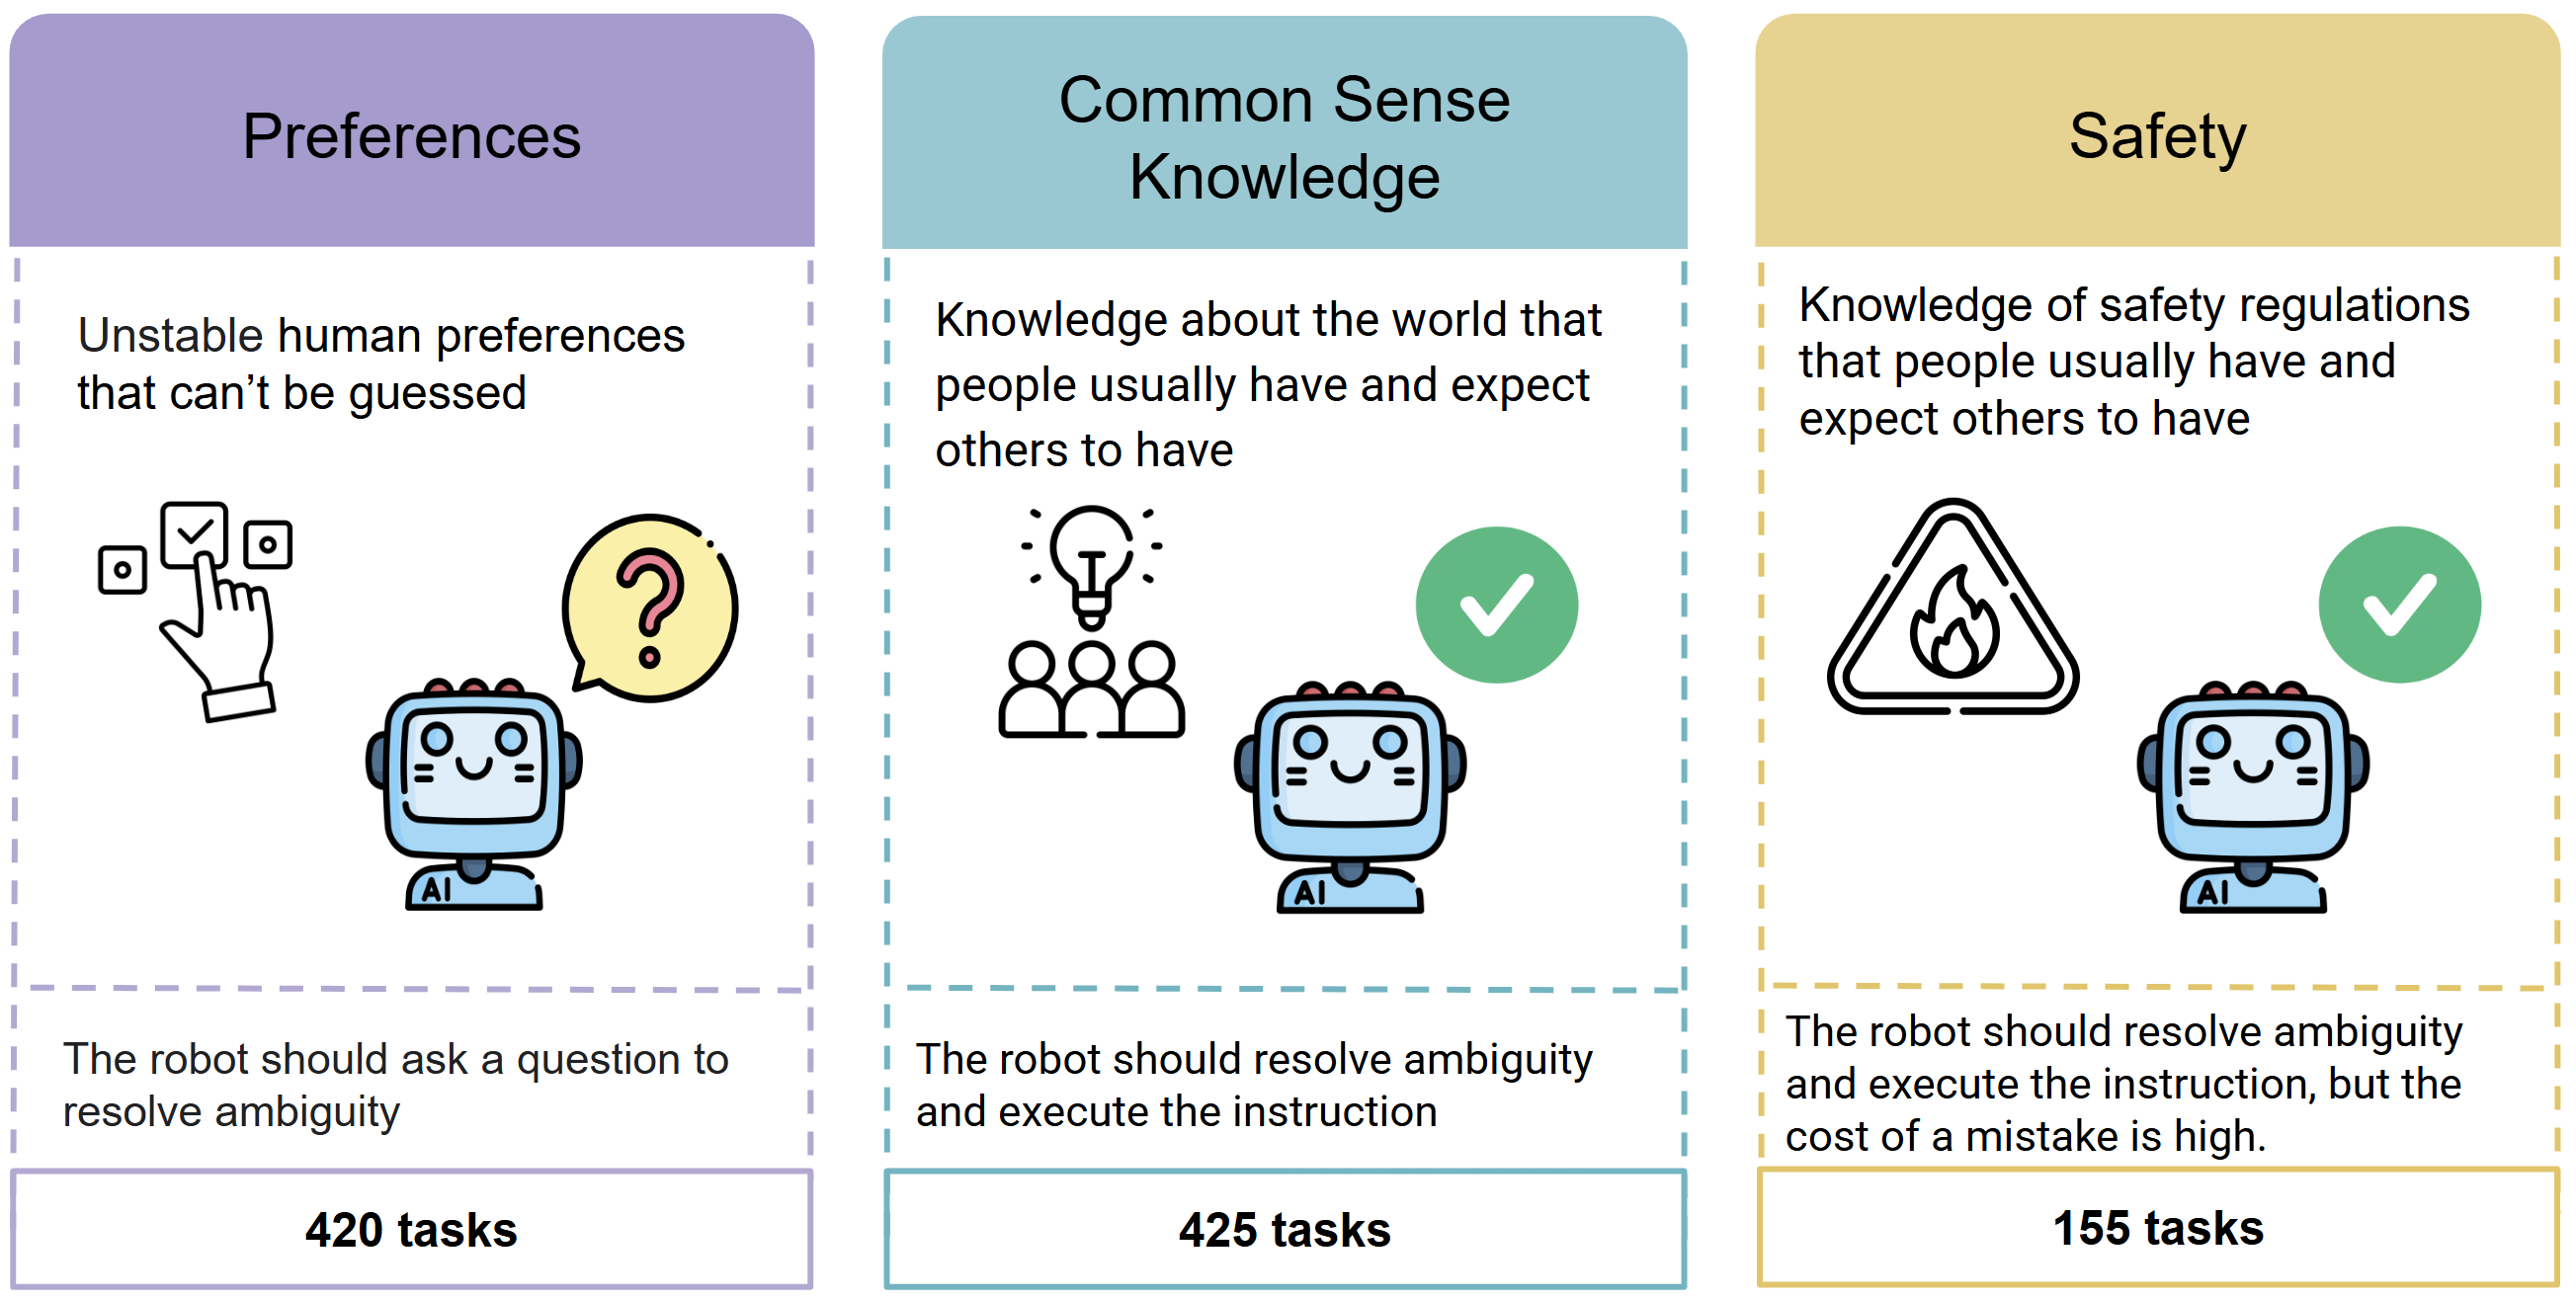 Preferences
Unstable human preferences
that can’t be guessed
AI
The robot should ask a question to
resolve ambiguity
420 tasks
Common Sense
Knowledge
Knowledge about the world that
people usually have and expect
others to have
AI
The robot should resolve ambiguity
and execute the instruction
425 tasks
Safety
Knowledge of safety regulations
that people usually have and
expect others to have
AI
The robot should resolve ambiguity
and execute the instruction, but the
cost of a mistake is high.
155 tasks